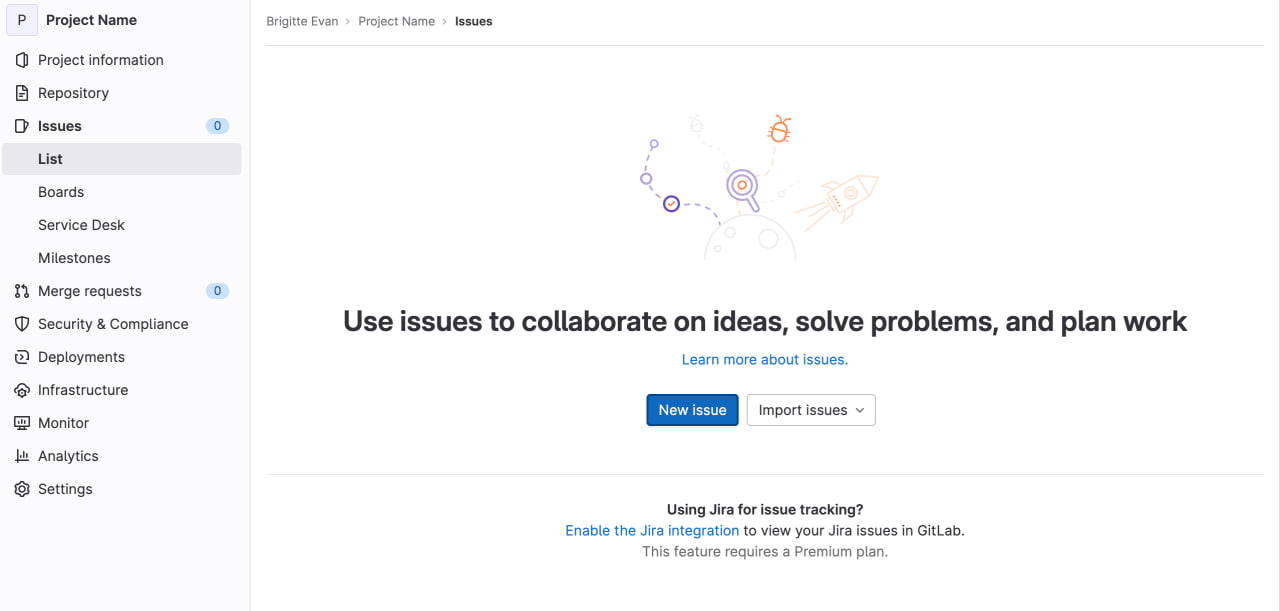 P Project Name
Project information
Repository
Issues 0
List
Boards
Service Desk
Milestones
Merge requests 0
Security & Compliance
Deployments
Infrastructure
Monitor
Analytics
Settings
Brigitte Evan › Project Name › Issues
Use issues to collaborate on ideas, solve problems, and plan work
Learn more about issues.
New issue Import issues
Using Jira for issue tracking?
Enable the Jira integration to view your Jira issues in GitLab.
This feature requires a Premium plan.